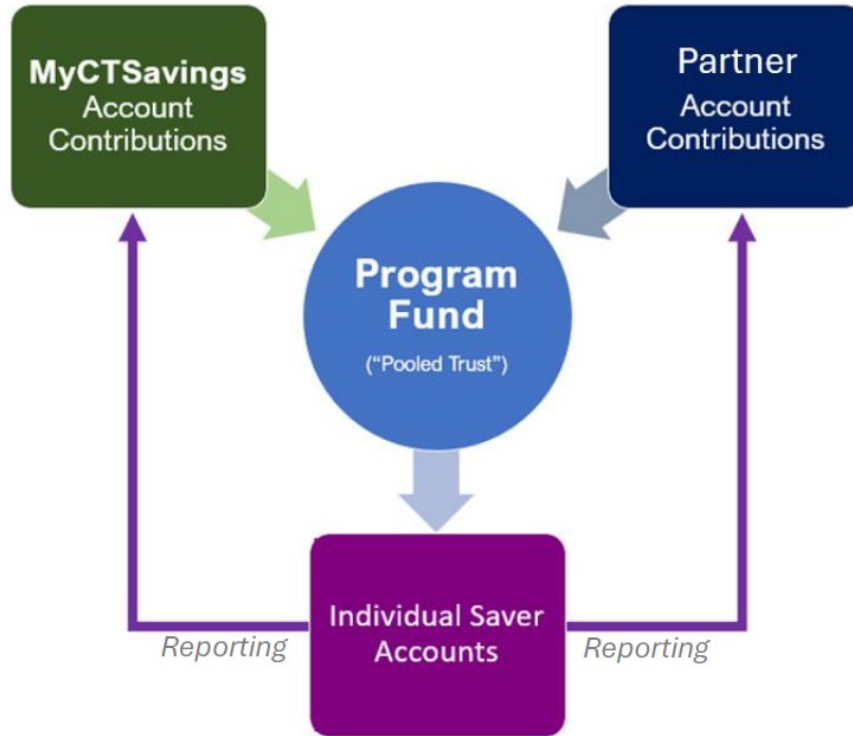 MyCTSavings
Account
Contributions
Partner
Account
Contributions
Program
Fund
(“Pooled Trust”)
Individual Saver
Accounts
Reporting
Reporting